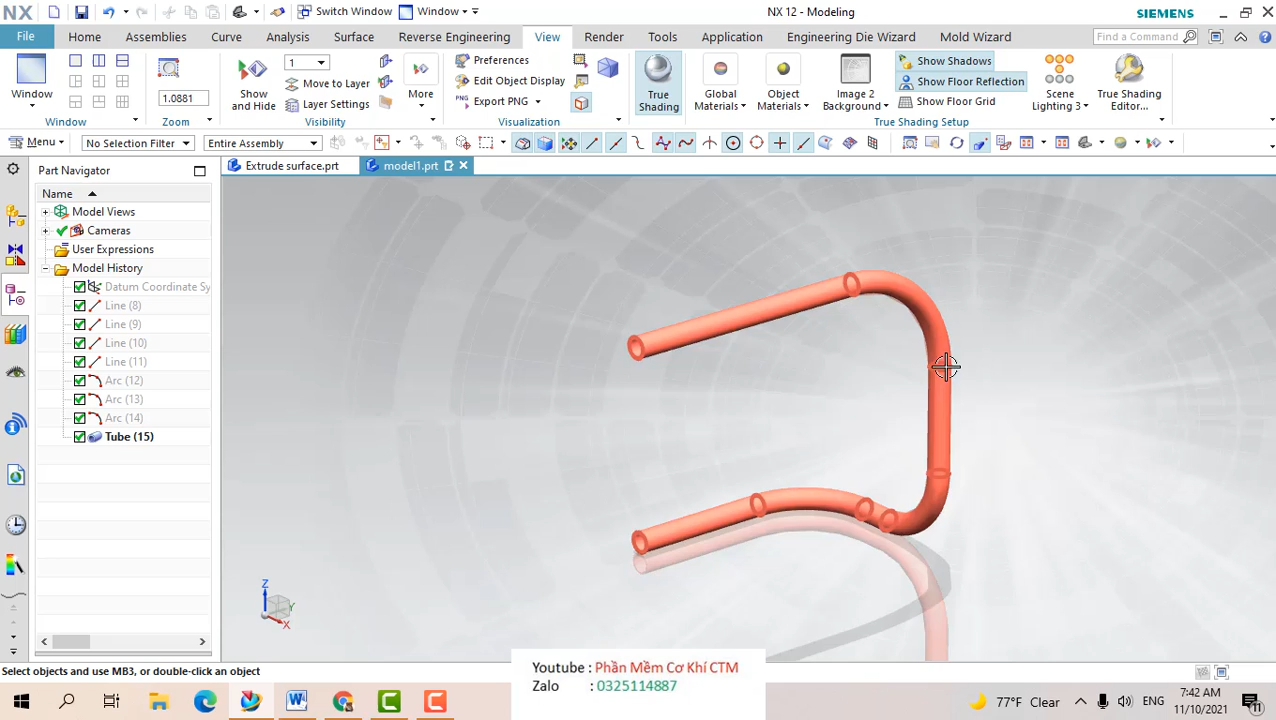 NX
Switch Window
Window
NX 12 - Modeling
SIEMENS
File
Home
Assemblies
Curve
Analysis
Surface
Reverse Engineering
View
Render
Tools
Application
Engineering Die Wizard
Mold Wizard
Find a Command
Window
1.0881
Window
Zoom
Show and Hide
1
Move to Layer
Layer Settings
More
Visibility
Preferences
Edit Object Display
Export PNG
Visualization
True Shading
Global Materials
Object Materials
Image 2 Background
Show Shadows
Show Floor Reflection
Show Floor Grid
Scene Lighting 3
True Shading Editor...
True Shading Setup
Menu
No Selection Filter
Entire Assembly
Part Navigator
Extrude surface.prt
model1.prt
Name
Model Views
Cameras
User Expressions
Model History
Datum Coordinate Sy
Line (8)
Line (9)
Line (10)
Line (11)
Arc (12)
Arc (13)
Arc (14)
Tube (15)
Z
Y
X
Select objects and use MB3, or double-click an object
Youtube : Phần Mềm Cơ Khí CTM
Zalo : 0325114887
77°F Clear
ENG
7:42 AM
11/10/2021
11